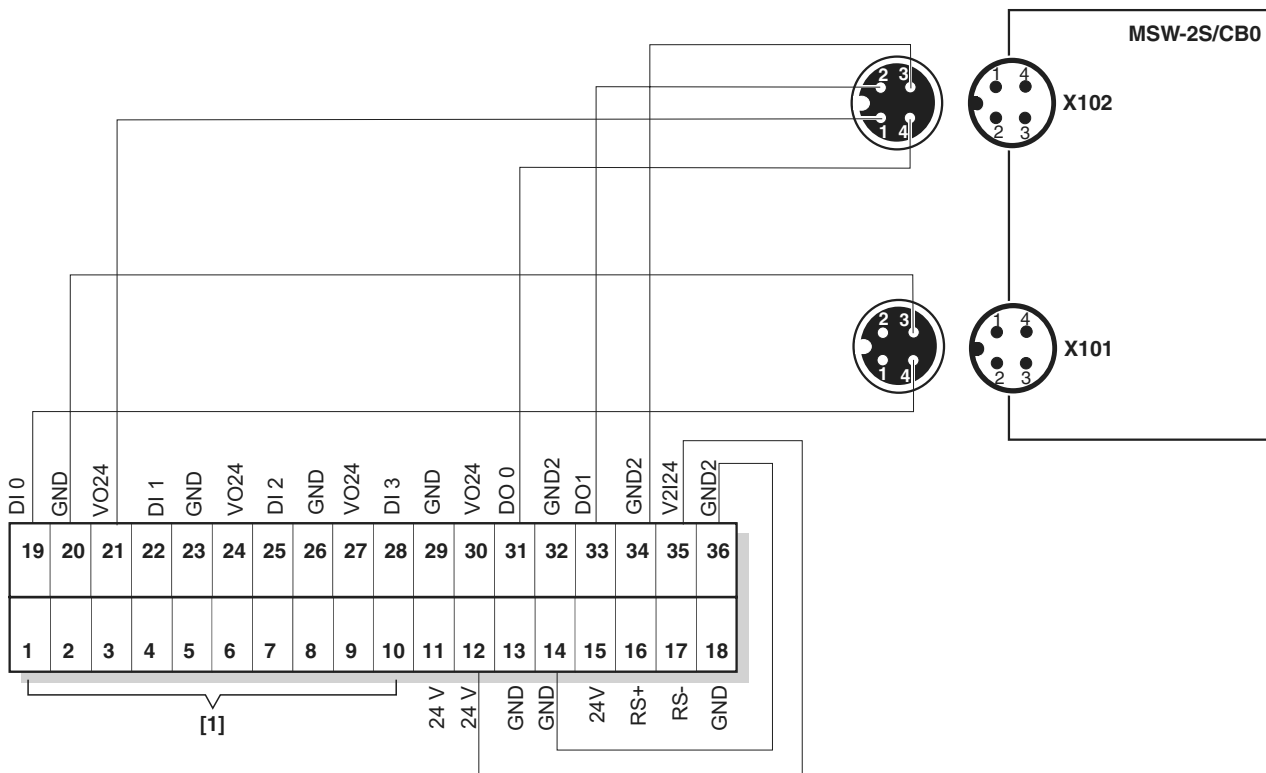 MSW-2S/CB0
2 3
1 4
1 4
2 3
X102
2 3
1 4
1 4
2 3
X101
DI 0 GND VO24 DI 1 GND VO24 DI 2 GND VO24 DI 3 GND VO24 DO 0 GND2 DO1 GND2 V2I24 GND2
19 20 21 22 23 24 25 26 27 28 29 30 31 32 33 34 35 36
1 2 3 4 5 6 7 8 9 10 11 12 13 14 15 16 17 18
[1]
24 V 24 V GND GND 24V RS+ RS- GND